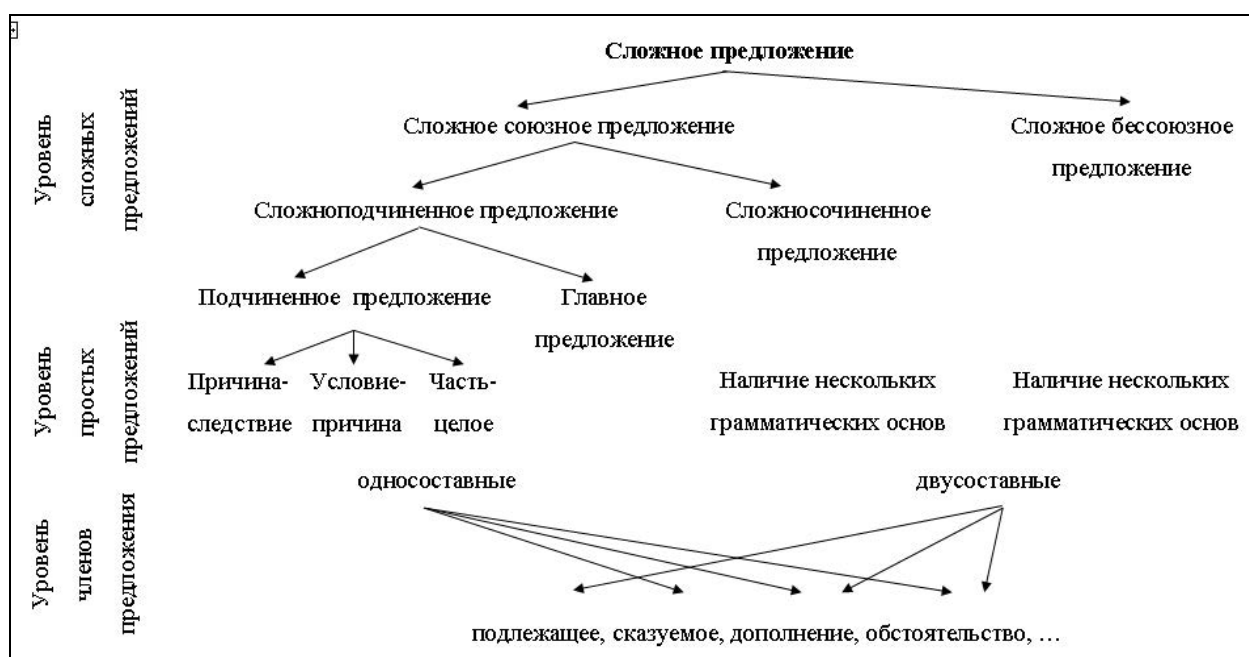 Сложное предложение
Сложное союзное предложение
Сложное бессоюзное
предложение
Уровень
сложных
предложений
Сложноподчиненное предложение
Сложносочиненное
предложение
Подчиненное предложение
Главное
предложение
Уровень
простых
предложений
Причина-
следствие
Условие-
причина
Часть-
целое
Наличие нескольких
грамматических основ
Наличие нескольких
грамматических основ
односоставные
двусоставные
Уровень
членов
предложения
подлежащее, сказуемое, дополнение, обстоятельство, …